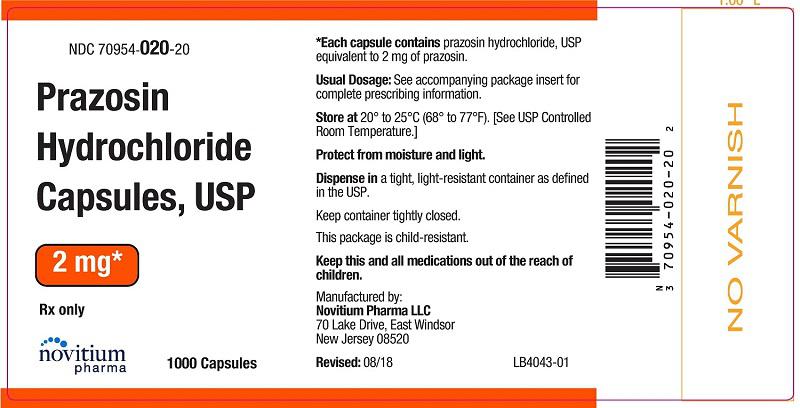 NDC 70954-020-20
Prazosin
Hydrochloride
Capsules, USP
2 mg*
Rx only
novitium
pharma
1000 Capsules
*Each capsule contains prazosin hydrochloride, USP
equivalent to 2 mg of prazosin.
Usual Dosage: See accompanying package insert for
complete prescribing information.
Store at 20° to 25°C (68° to 77°F). [See USP Controlled
Room Temperature.]
Protect from moisture and light.
Dispense in a tight, light-resistant container as defined
in the USP.
Keep container tightly closed.
This package is child-resistant.
Keep this and all medications out of the reach of
children.
Manufactured by:
Novitium Pharma LLC
70 Lake Drive, East Windsor
New Jersey 08520
Revised: 08/18
LB4043-01
N 3 70954-020-20 2
NO VARNISH